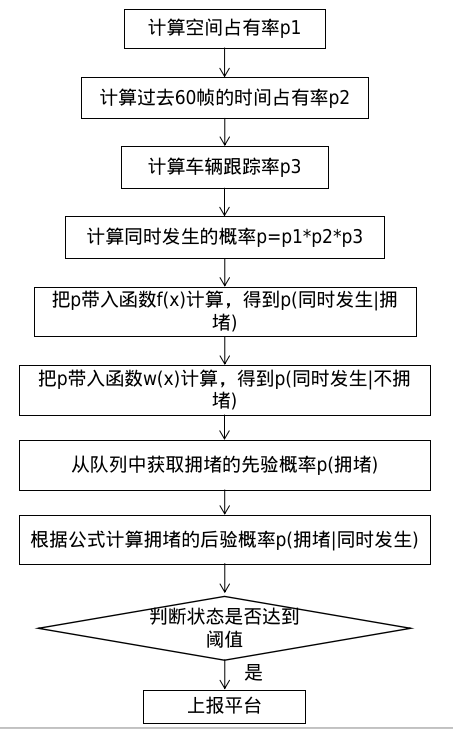 计算空间占有率p1
计算过去60帧的时间占有率p2
计算车辆跟踪率p3
计算同时发生的概率p=p1*p2*p3
把p带入函数f(x)计算，得到p(同时发生|拥
堵)
把p带入函数w(x)计算，得到p(同时发生|不拥
堵)
从队列中获取拥堵的先验概率p(拥堵)
根据公式计算拥堵的后验概率p(拥堵|同时发生)
判断状态是否达到
阈值
是
上报平台